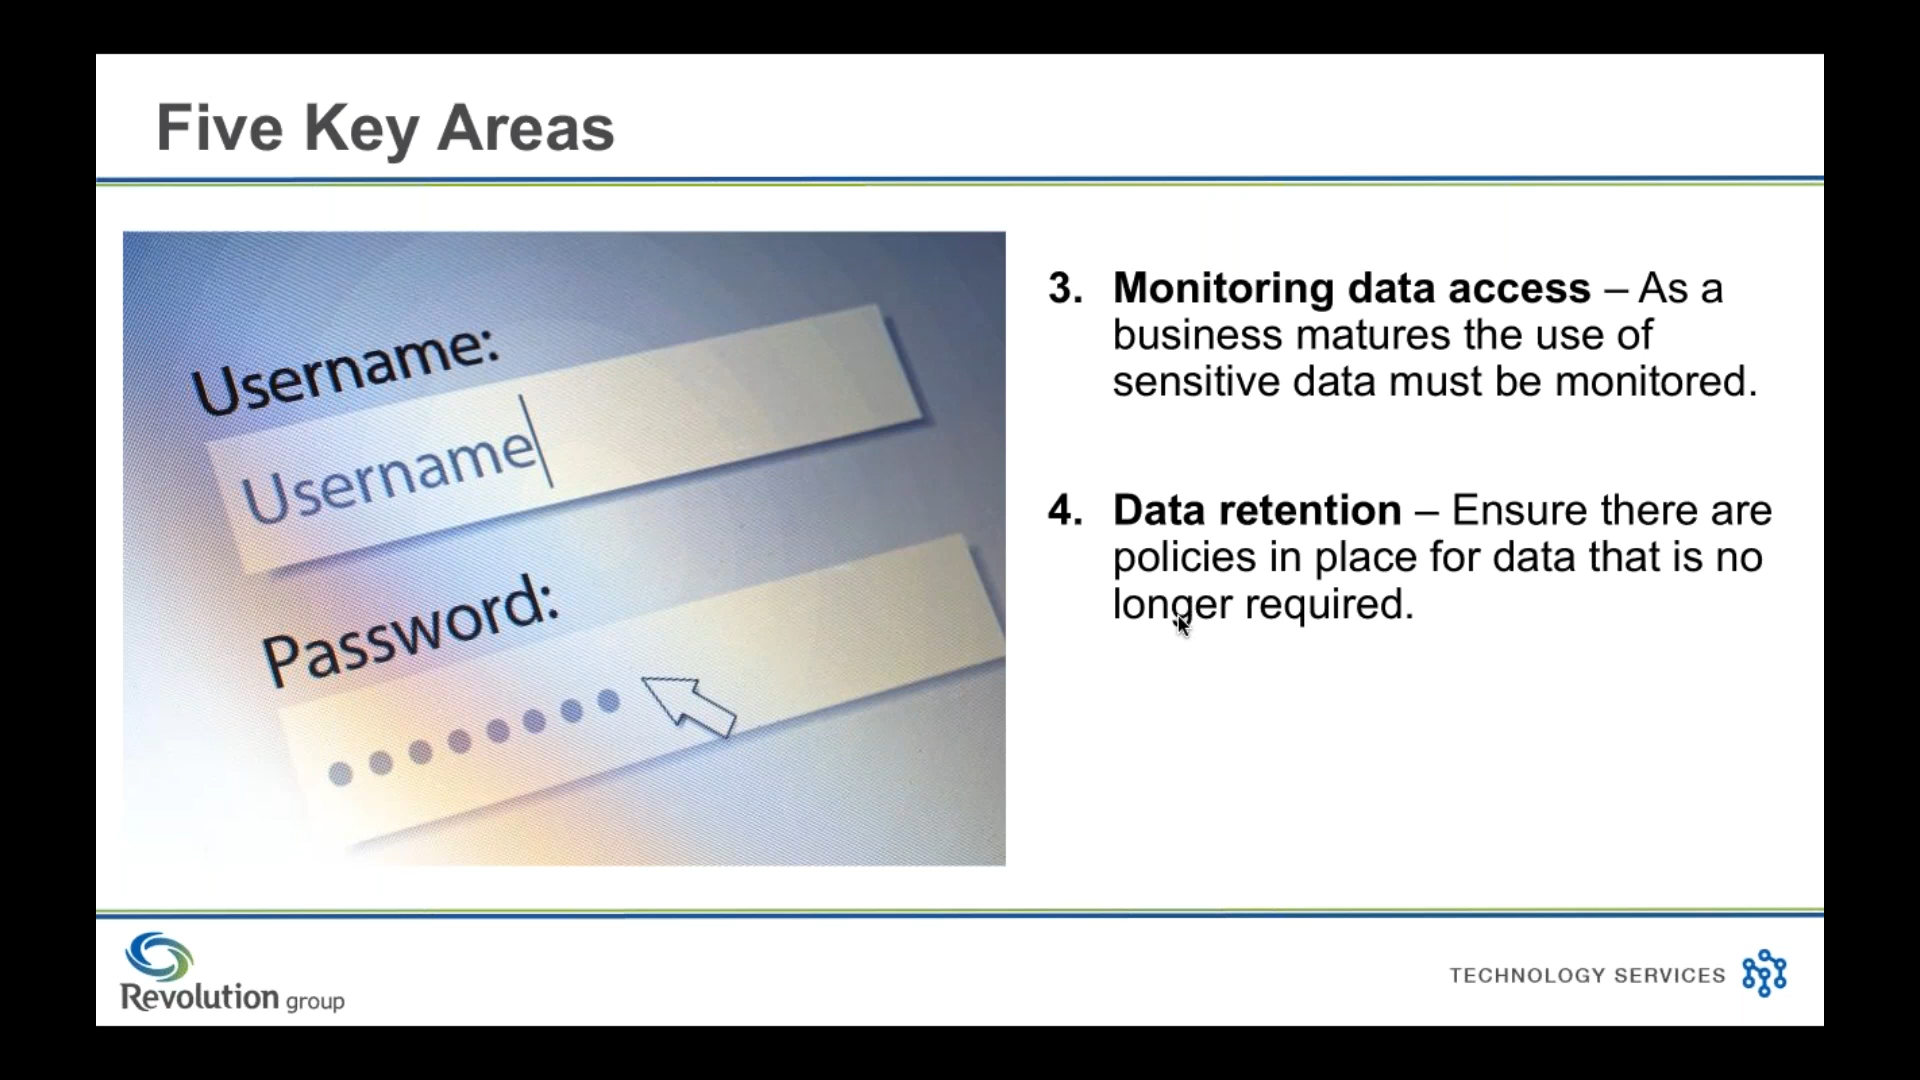 Five Key Areas
Username:
Username
Password:
3. Monitoring data access – As a
business matures the use of
sensitive data must be monitored.
4. Data retention – Ensure there are
policies in place for data that is no
longer required.
Revolution group
TECHNOLOGY SERVICES